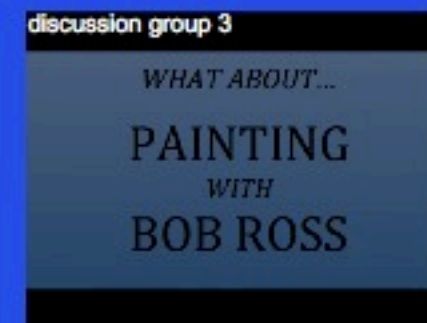 discussion group 3
WHAT ABOUT...
PAINTING
WITH
BOB ROSS